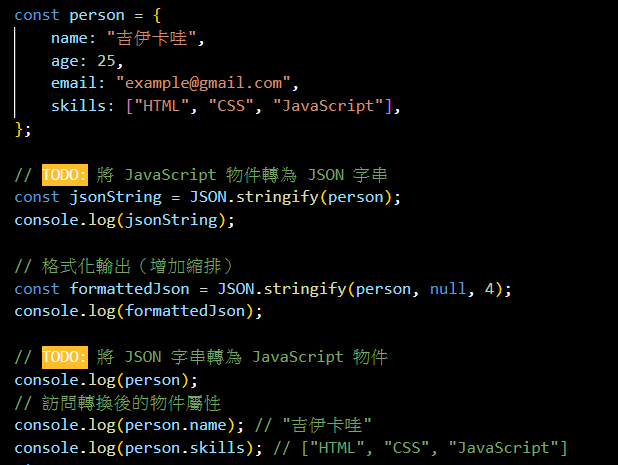 const person = {
    name: "吉伊卡哇",
    age: 25,
    email: "example@gmail.com",
    skills: ["HTML", "CSS", "JavaScript"],
};
// TODO: 將 JavaScript 物件轉為 JSON 字串
const jsonString = JSON.stringify(person);
console.log(jsonString);
// 格式化輸出（增加縮排）
const formattedJson = JSON.stringify(person, null, 4);
console.log(formattedJson);
// TODO: 將 JSON 字串轉為 JavaScript 物件
console.log(person);
// 訪問轉換後的物件屬性
console.log(person.name); // "吉伊卡哇"
console.log(person.skills); // ["HTML", "CSS", "JavaScript"]